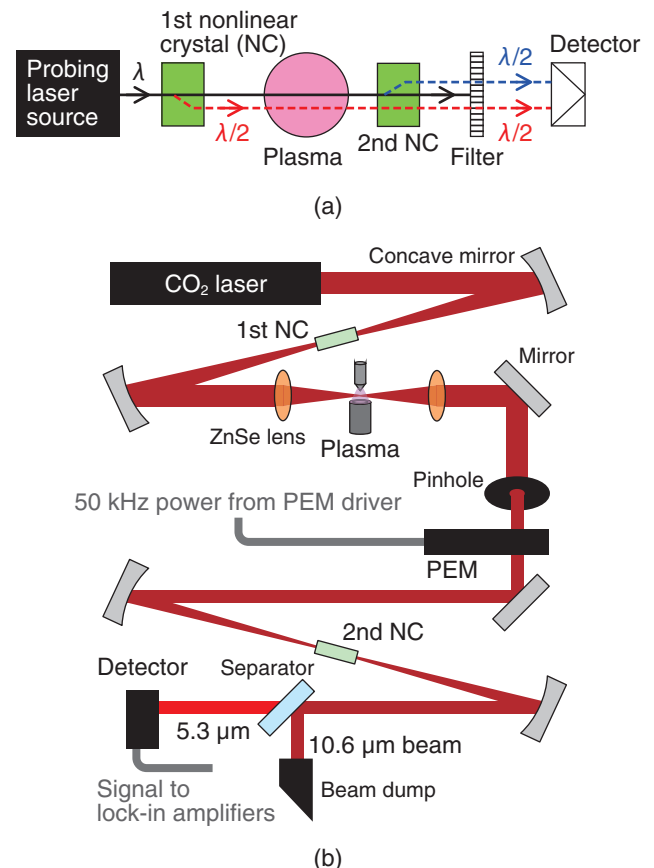 1st nonlinear
crystal (NC)
Probing
laser
source
λ
λ/2
Plasma
2nd NC
λ/2
λ/2
Filter
Detector
(a)
CO₂ laser
Concave mirror
1st NC
Mirror
ZnSe lens
Plasma
Pinhole
50 kHz power from PEM driver
PEM
2nd NC
Separator
Detector
5.3 μm
10.6 μm beam
Signal to
lock-in amplifiers
Beam dump
(b)